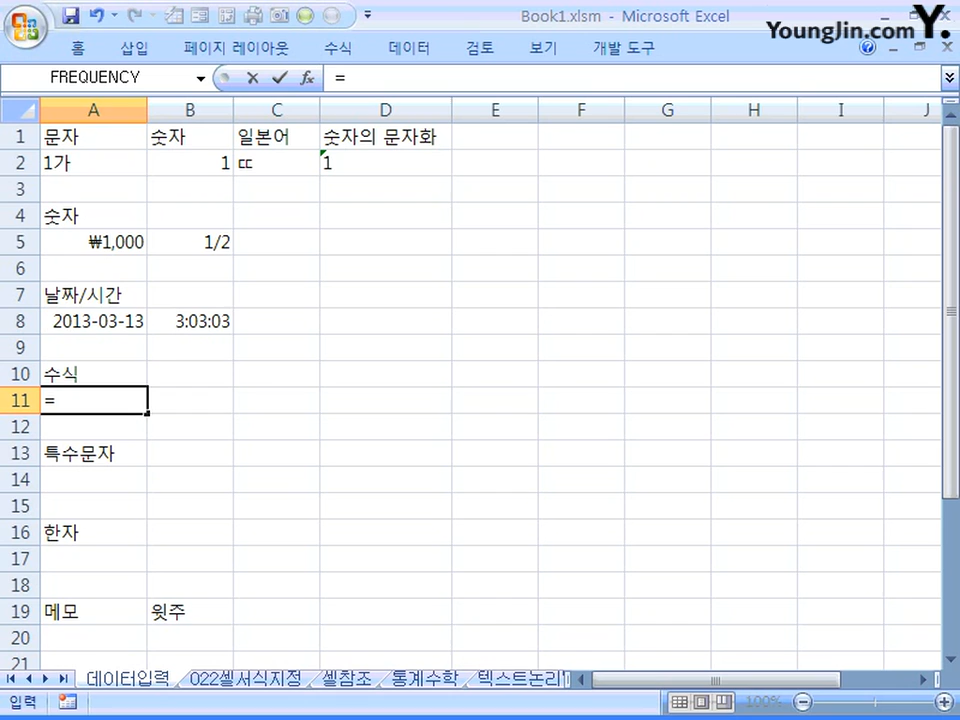 Book1.xlsm - Microsoft Excel
YoungJin.com Y.
홈 삽입 페이지 레이아웃 수식 데이터 검토 보기 개발 도구
FREQUENCY fx =
A B C D E F G H I J
1 문자 숫자 일본어 숫자의 문자화
2 1가 1 ㄸ 1
3
4 숫자
5 ₩1,000 1/2
6
7 날짜/시간
8 2013-03-13 3:03:03
9
10 수식
11 =
12
13 특수문자
14
15
16 한자
17
18
19 메모 윗주
20
21
데이터입력 022셀서식지정 셀참조 통계수학 텍스트논리
입력 100%